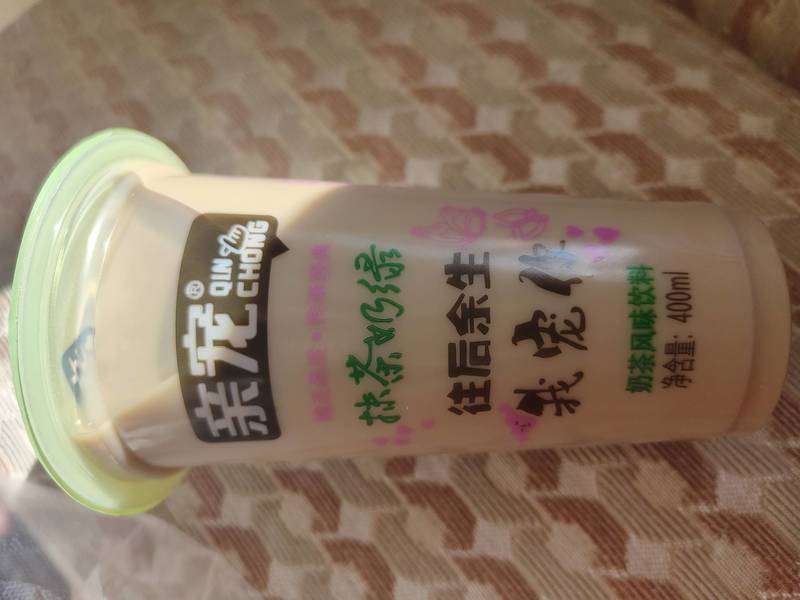 亲宠®
QIN
CHONG
抹茶奶绿
往后余生
我宠你
奶茶风味饮料
净含量：400ml